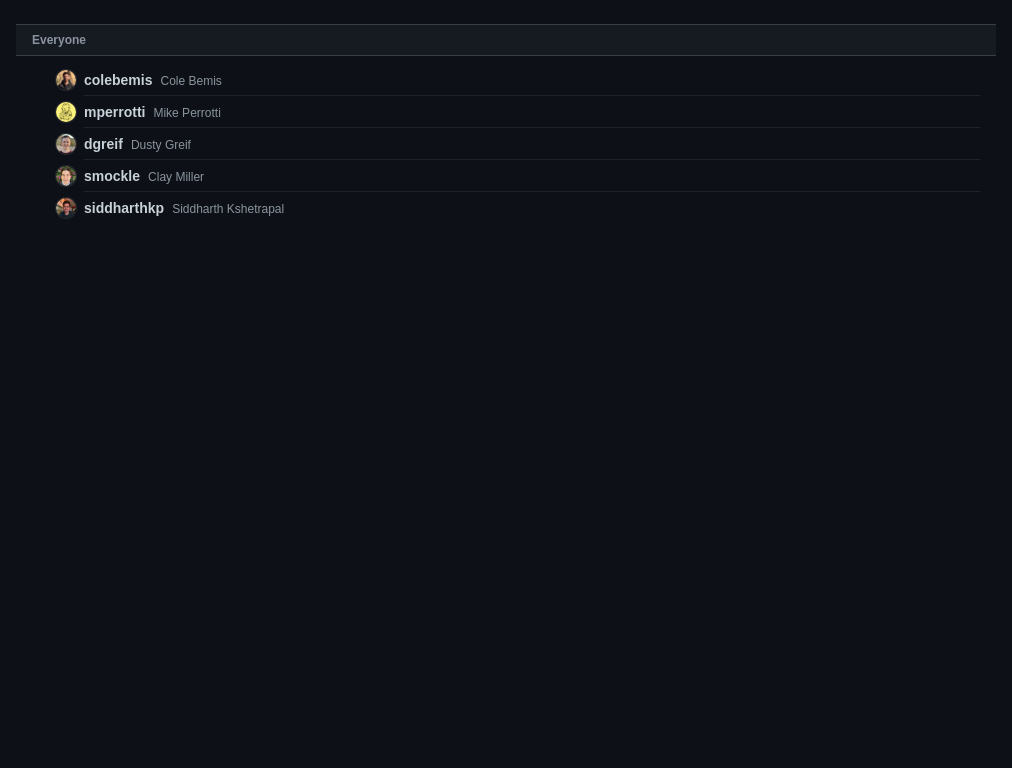 Everyone
colebemis Cole Bemis
mperrotti Mike Perrotti
dgreif Dusty Greif
smockle Clay Miller
siddharthkp Siddharth Kshetrapal